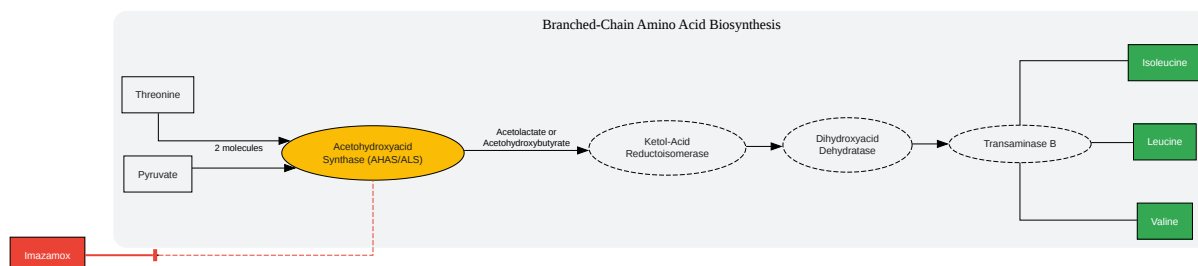 Branched-Chain Amino Acid Biosynthesis
Threonine
2 molecules
Pyruvate
Acetohydroxyacid
Synthase (AHAS/ALS)
Acetolactate or
Acetohydroxybutyrate
Ketol-Acid
Reductoisomerase
Dihydroxyacid
Dehydratase
Transaminase B
Isoleucine
Leucine
Valine
Imazamox